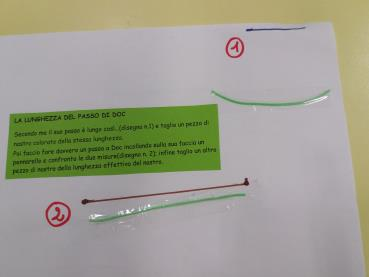 1
LA LUNGHEZZA DEL PASSO DI DOC
Secondo me il suo passo è lungo così...(disegno n.1) e taglio un pezzo di
nastro colorato della stessa lunghezza.
Poi faccio fare davvero un passo a Doc incollando sulla sua faccia un
pennarello e confronto le due misure(disegno n. 2); infine taglio un altro
pezzo di nastro della lunghezza effettiva del nastro.
2